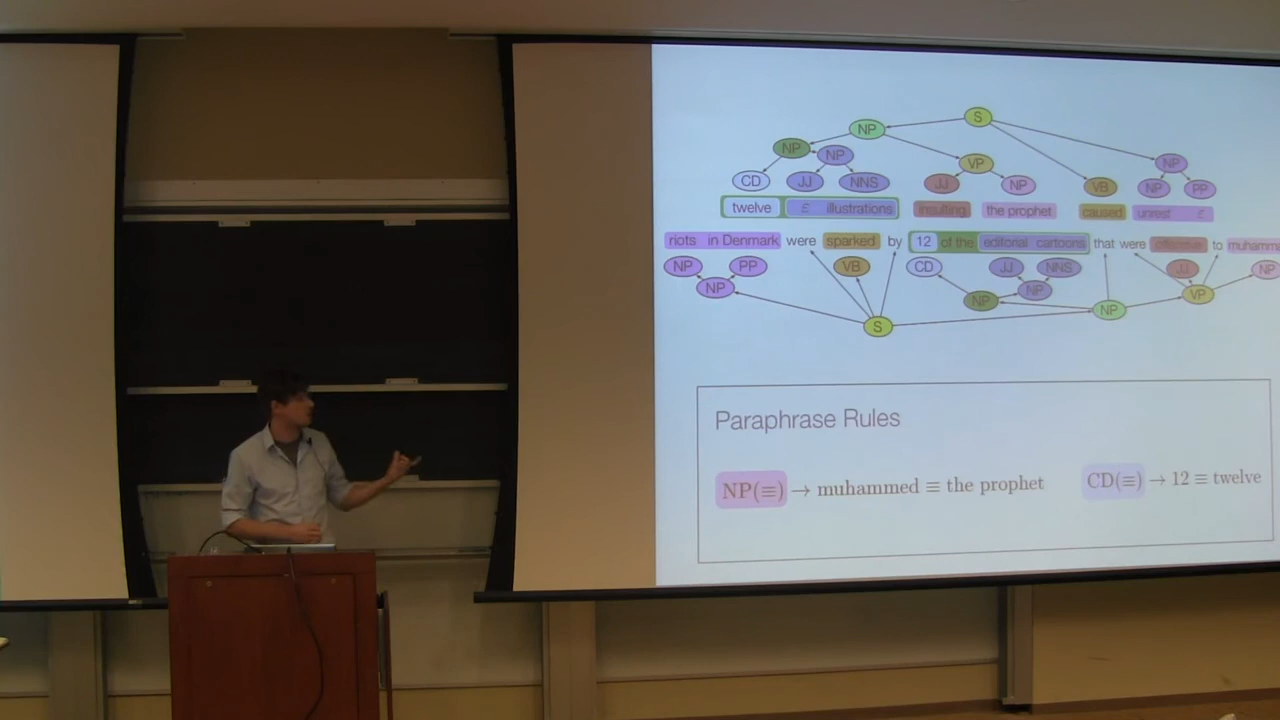 S
NP
NP NP VP NP
CD JJ NNS JJ NP VB NP PP
twelve ε illustrations insulting the prophet caused unrest ε
riots in Denmark were sparked by 12 of the editorial cartoons that were offensive to
NP PP VB CD JJ NNS JJ NP
NP NP NP VP
NP
S
Paraphrase Rules
NP(≡) → muhammed ≡ the prophet CD(≡) → 12 ≡ twelve